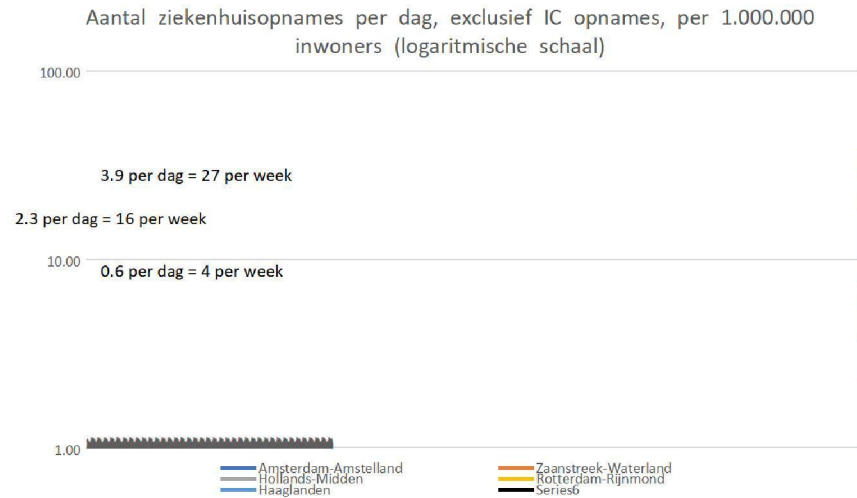 Aantal ziekenhuisopnames per dag, exclusief IC opnames, per 1.000.000
inwoners (logaritmische schaal)
100.00
3.9 per dag = 27 per week
2.3 per dag = 16 per week
10.00
0.6 per dag = 4 per week
1.00
Amsterdam-Amstelland
Zaanstreek-Waterland
Hollands-Midden
Rotterdam-Rijnmond
Haaglanden
Series6